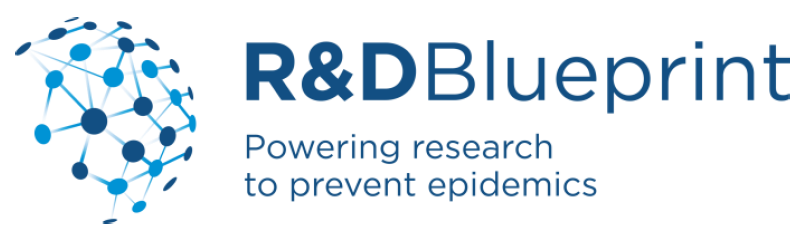 R&DBlueprint
Powering research
to prevent epidemics